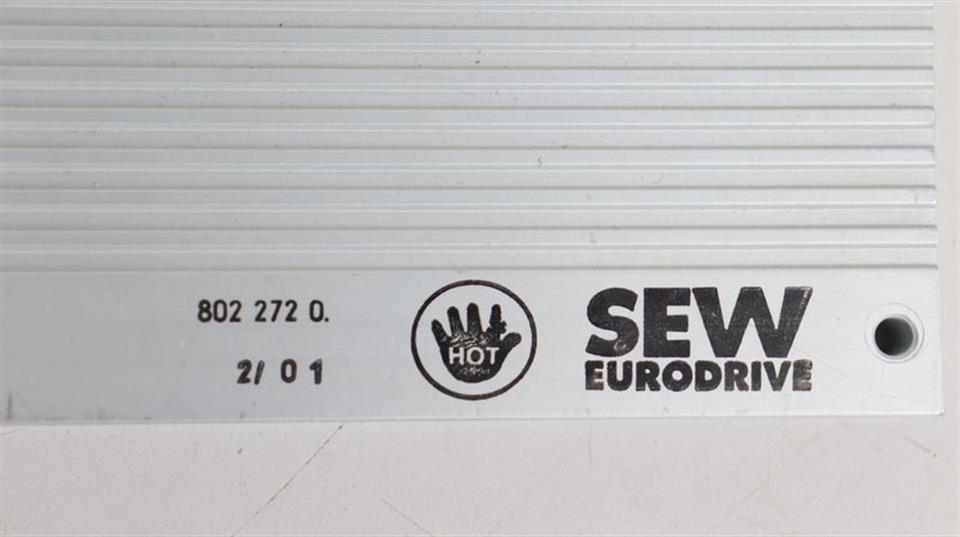 802 272 0.
2/ 0 1
HOT
SEW
EURODRIVE